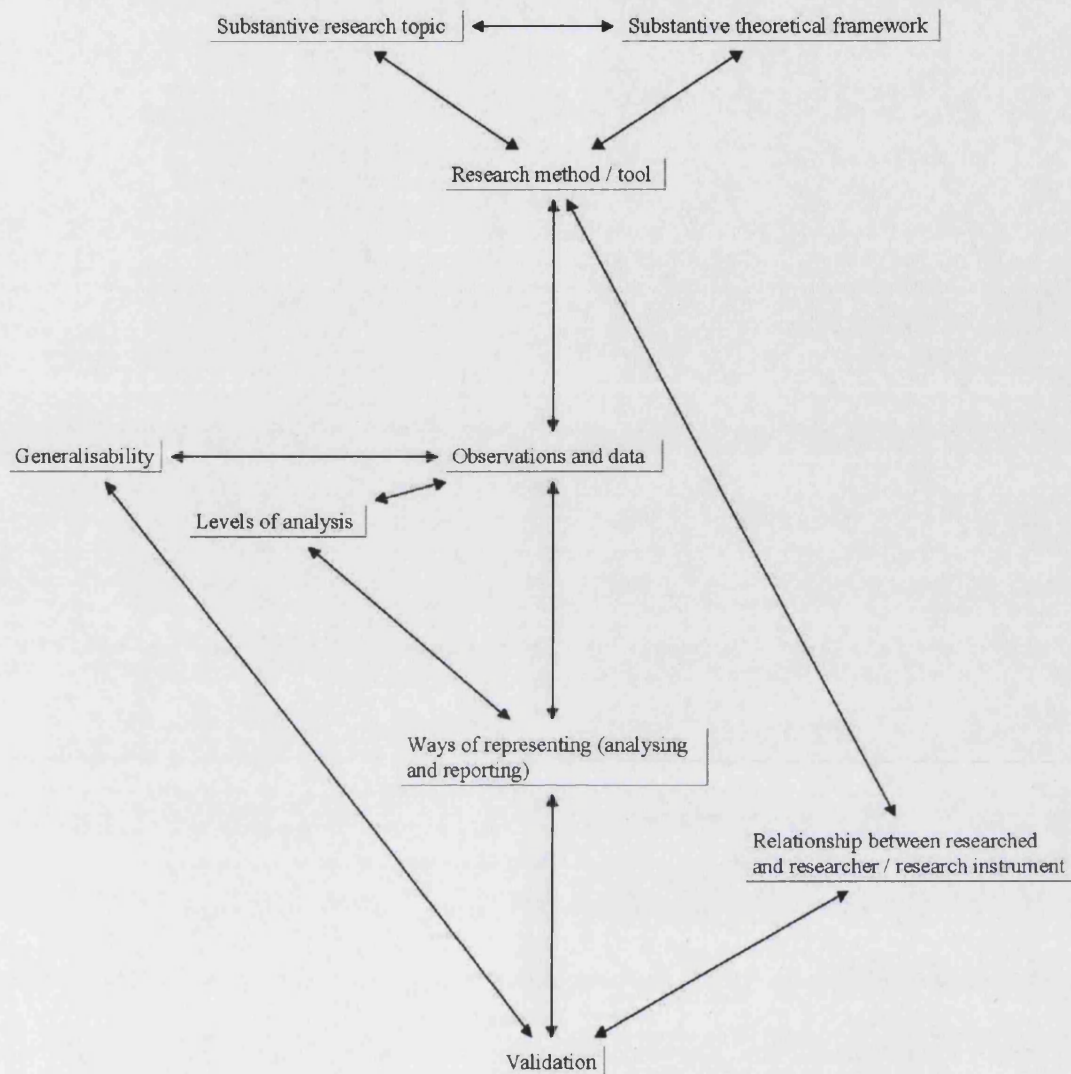 Substantive research topic
Substantive theoretical framework
Research method / tool
Generalisability
Observations and data
Levels of analysis
Ways of representing (analysing
and reporting)
Relationship between researched
and researcher / research instrument
Validation